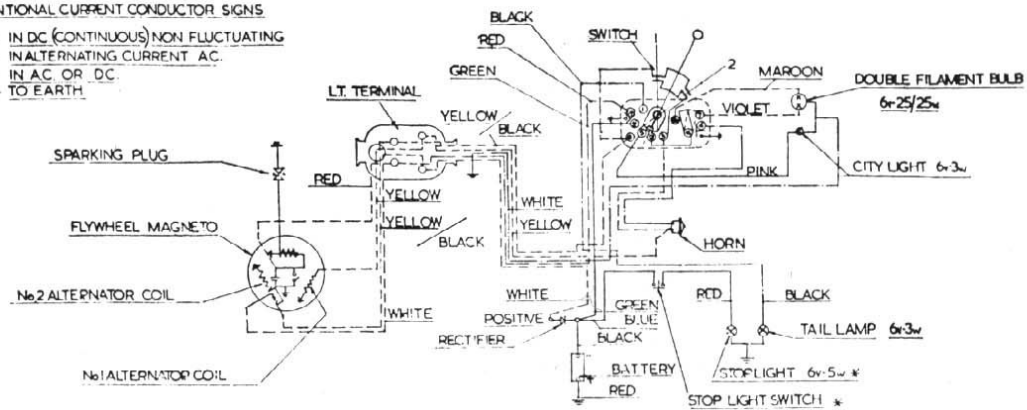 NTIONAL CURRENT CONDUCTOR SIGNS
IN DC (CONTINUOUS) NON FLUCTUATING
IN ALTERNATING CURRENT AC.
IN AC. OR DC.
TO EARTH
L.T. TERMINAL
SPARKING PLUG
RED
YELLOW
BLACK
YELLOW
YELLOW
BLACK
WHITE
YELLOW
FLYWHEEL MAGNETO
No2 ALTERNATOR COIL
WHITE
No1 ALTERNATOR COIL
BLACK
RED
GREEN
SWITCH
O
2
MAROON
VIOLET
DOUBLE FILAMENT BULB
6v-25/25w
PINK
CITY LIGHT 6v-3w
HORN
WHITE
POSITIVE
RECTIFIER
GREEN
BLUE
BLACK
BATTERY
RED
RED
BLACK
TAIL LAMP 6v-3w
STOPLIGHT 6v-5w *
STOP LIGHT SWITCH *